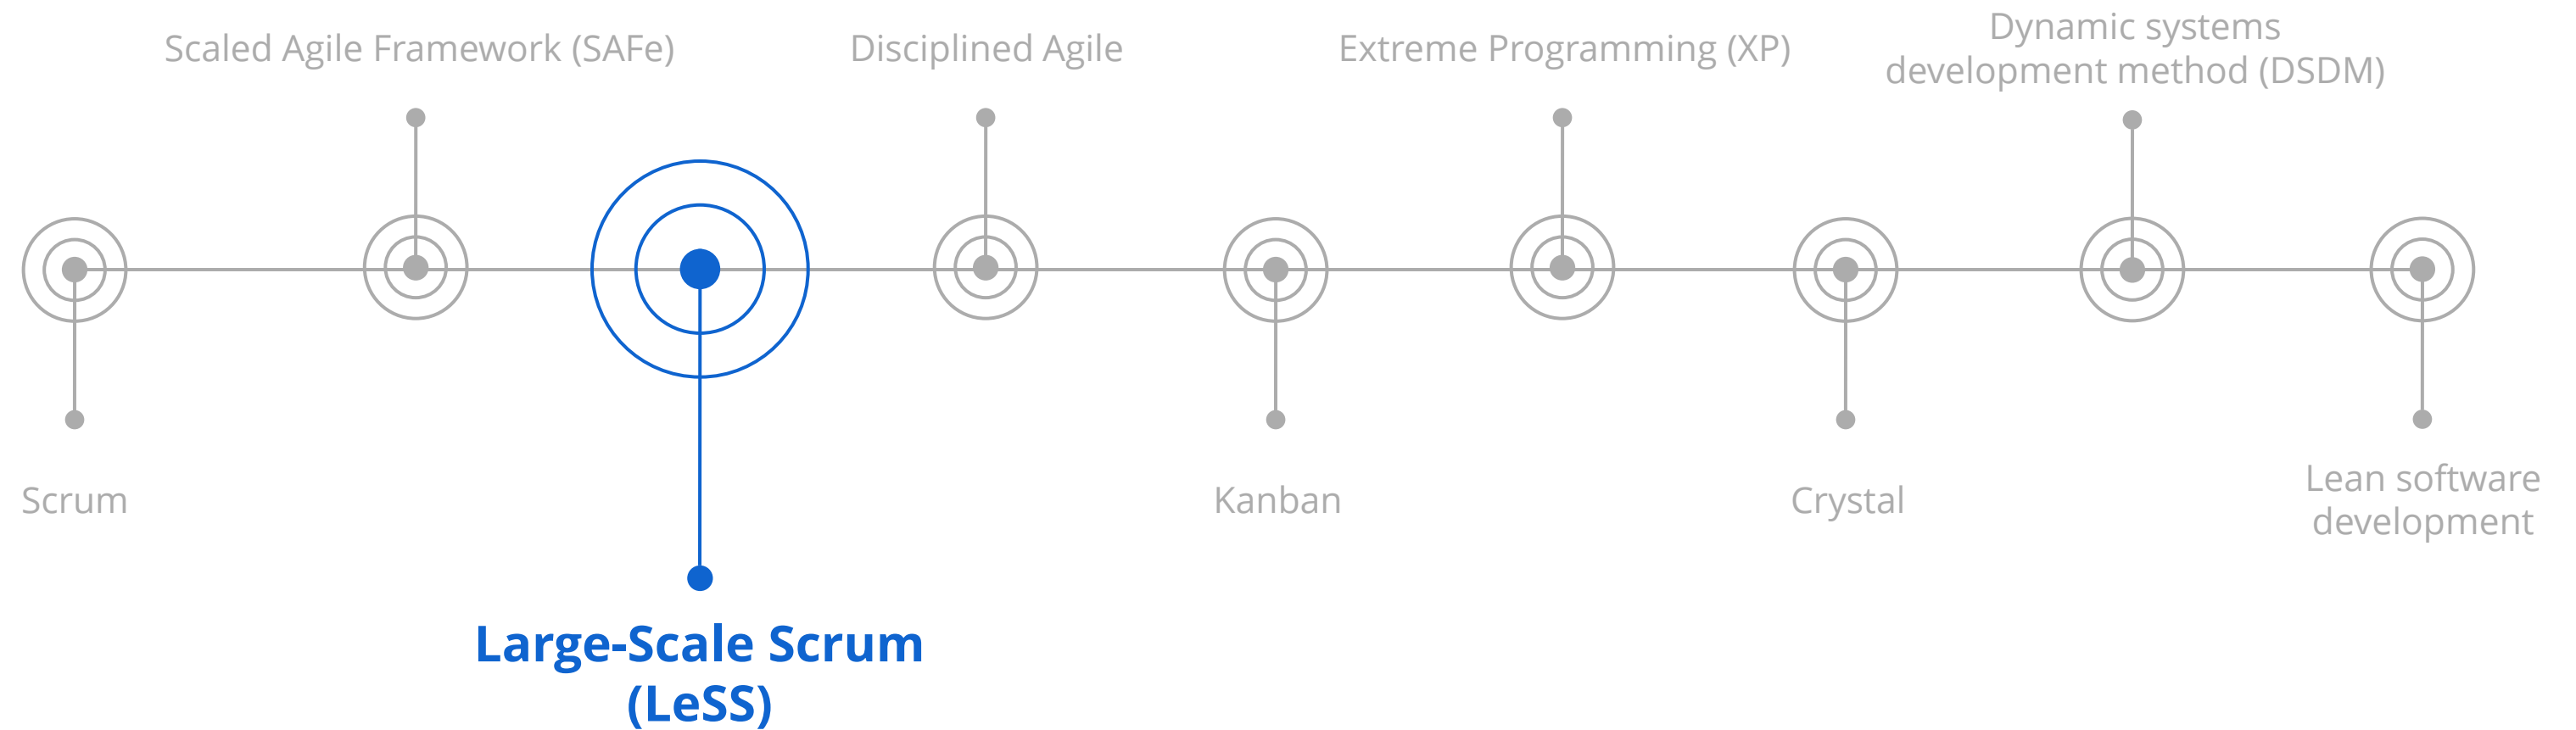 Scaled Agile Framework (SAFe)
Disciplined Agile
Extreme Programming (XP)
Dynamic systems
development method (DSDM)
Scrum
Large-Scale Scrum
(LeSS)
Kanban
Crystal
Lean software
development